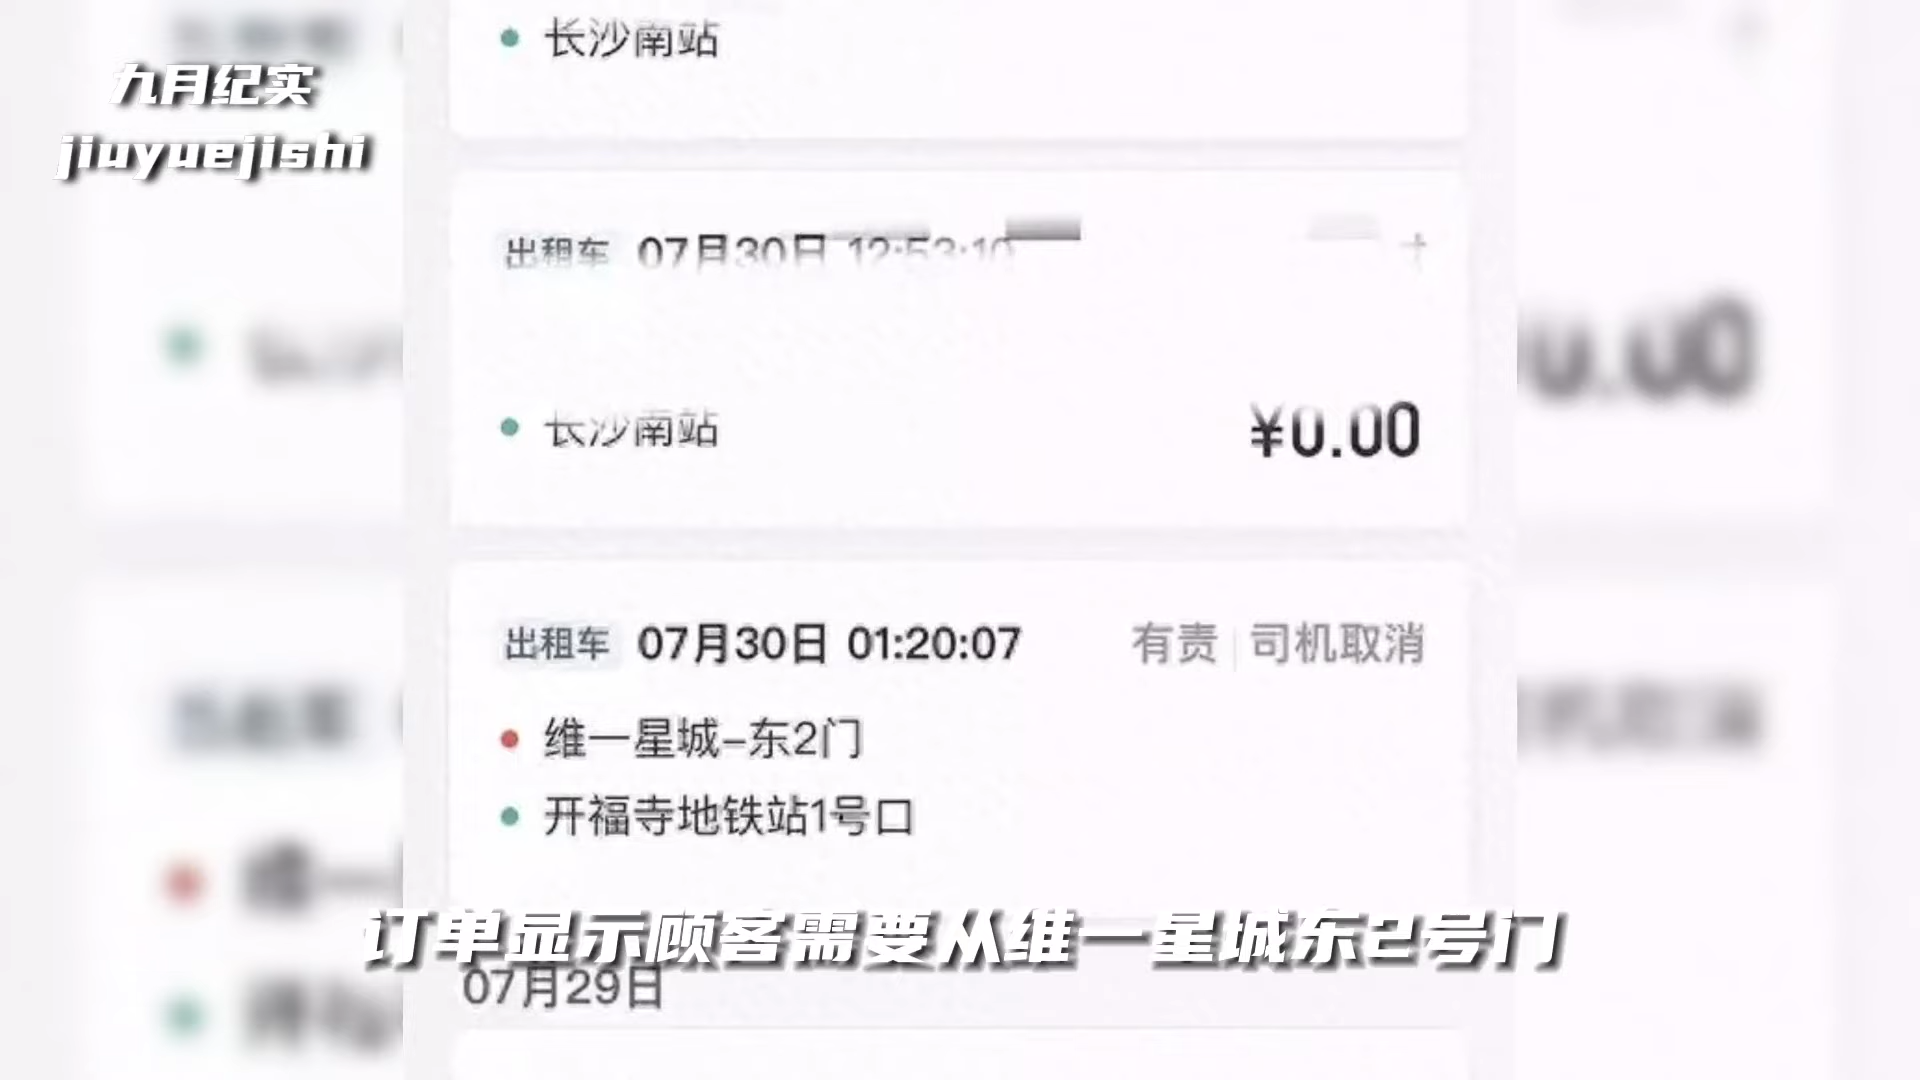 长沙南站
九月纪实
jiuyuejishi
出租车 07月30日 12:53:10
长沙南站 ¥0.00
出租车 07月30日 01:20:07 有责 司机取消
维一星城-东2门
开福寺地铁站1号口
订单显示顾客需要从维一星城东2号门
07月29日